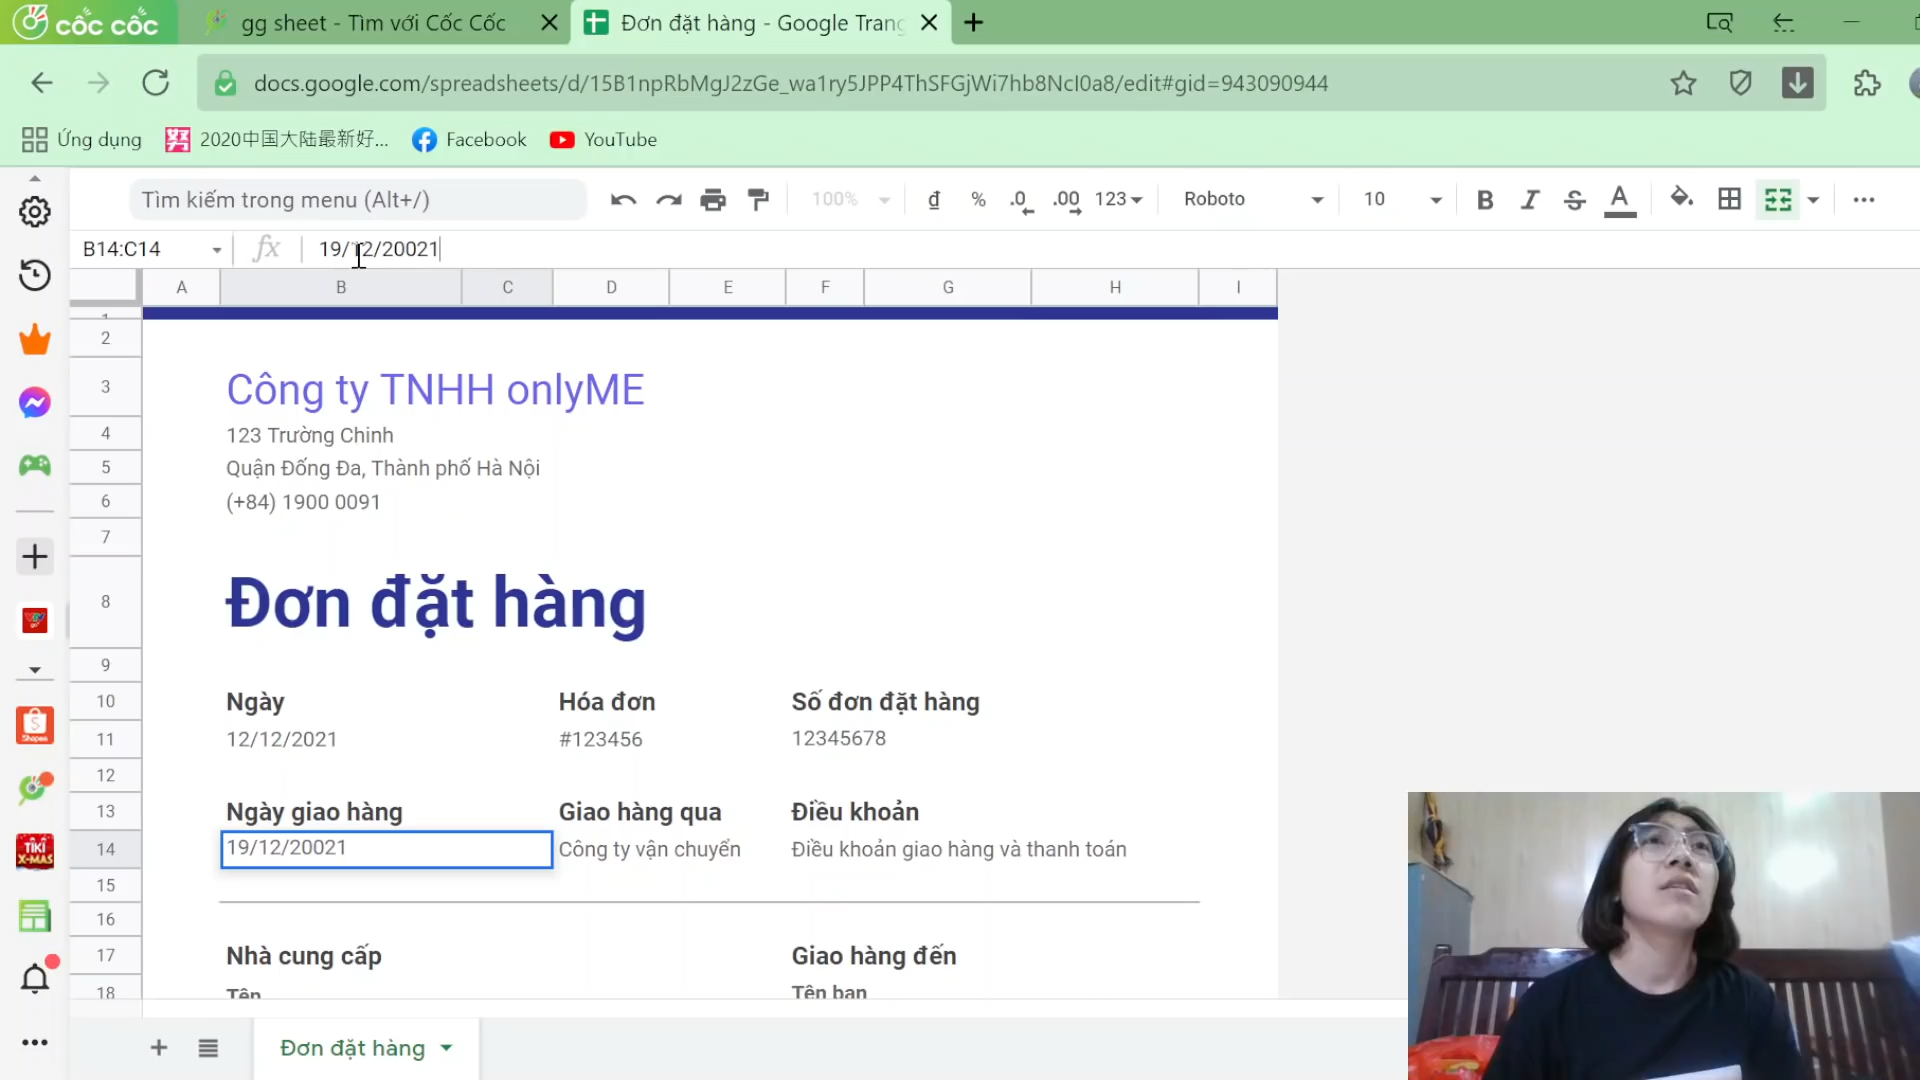 cốc cốc
gg sheet - Tìm với Cốc Cốc
Đơn đặt hàng - Google Trang
docs.google.com/spreadsheets/d/15B1npRbMgJ2zGe_wa1ry5JPP4ThSFGjWi7hb8NcI0a8/edit#gid=943090944
Ứng dụng
2020中国大陆最新好...
Facebook
YouTube
Tìm kiếm trong menu (Alt+/)
100%
đ
%
.0
.00
123
Roboto
10
B
I
S
A
B14:C14
fx
19/12/20021
A B C D E F G H I
1
2
3 Công ty TNHH onlyME
4 123 Trường Chinh
5 Quận Đống Đa, Thành phố Hà Nội
6 (+84) 1900 0091
7
8 Đơn đặt hàng
9
10 Ngày Hóa đơn Số đơn đặt hàng
11 12/12/2021 #123456 12345678
12
13 Ngày giao hàng Giao hàng qua Điều khoản
14 19/12/20021 Công ty vận chuyển Điều khoản giao hàng và thanh toán
15
16
17 Nhà cung cấp Giao hàng đến
18 Tên Tên bạn
Đơn đặt hàng
Shopee
TIKI
X-MAS